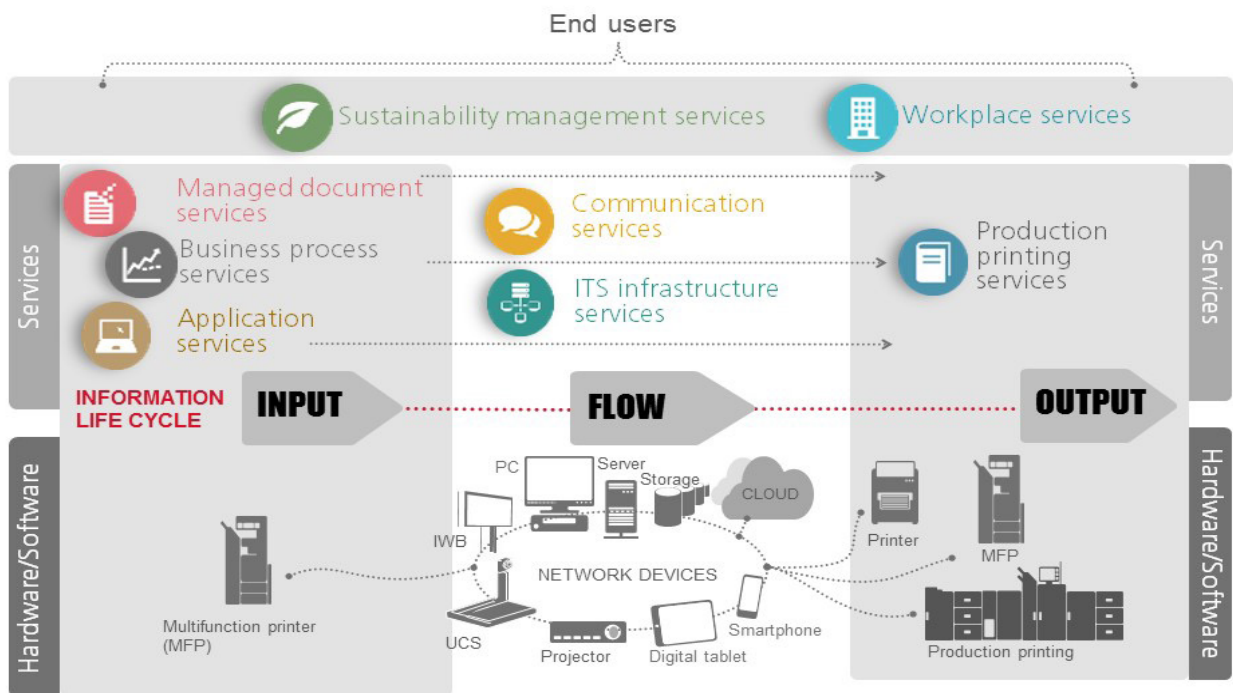 End users
Sustainability management services
Workplace services
Services
Managed document
services
Business process
services
Application
services
Communication
services
ITS infrastructure
services
Production
printing
services
Services
INFORMATION
LIFE CYCLE
INPUT
FLOW
OUTPUT
Hardware/Software
Multifunction printer
(MFP)
PC
Server
Storage
CLOUD
IWB
NETWORK DEVICES
UCS
Projector
Digital tablet
Smartphone
Printer
MFP
Production printing
Hardware/Software